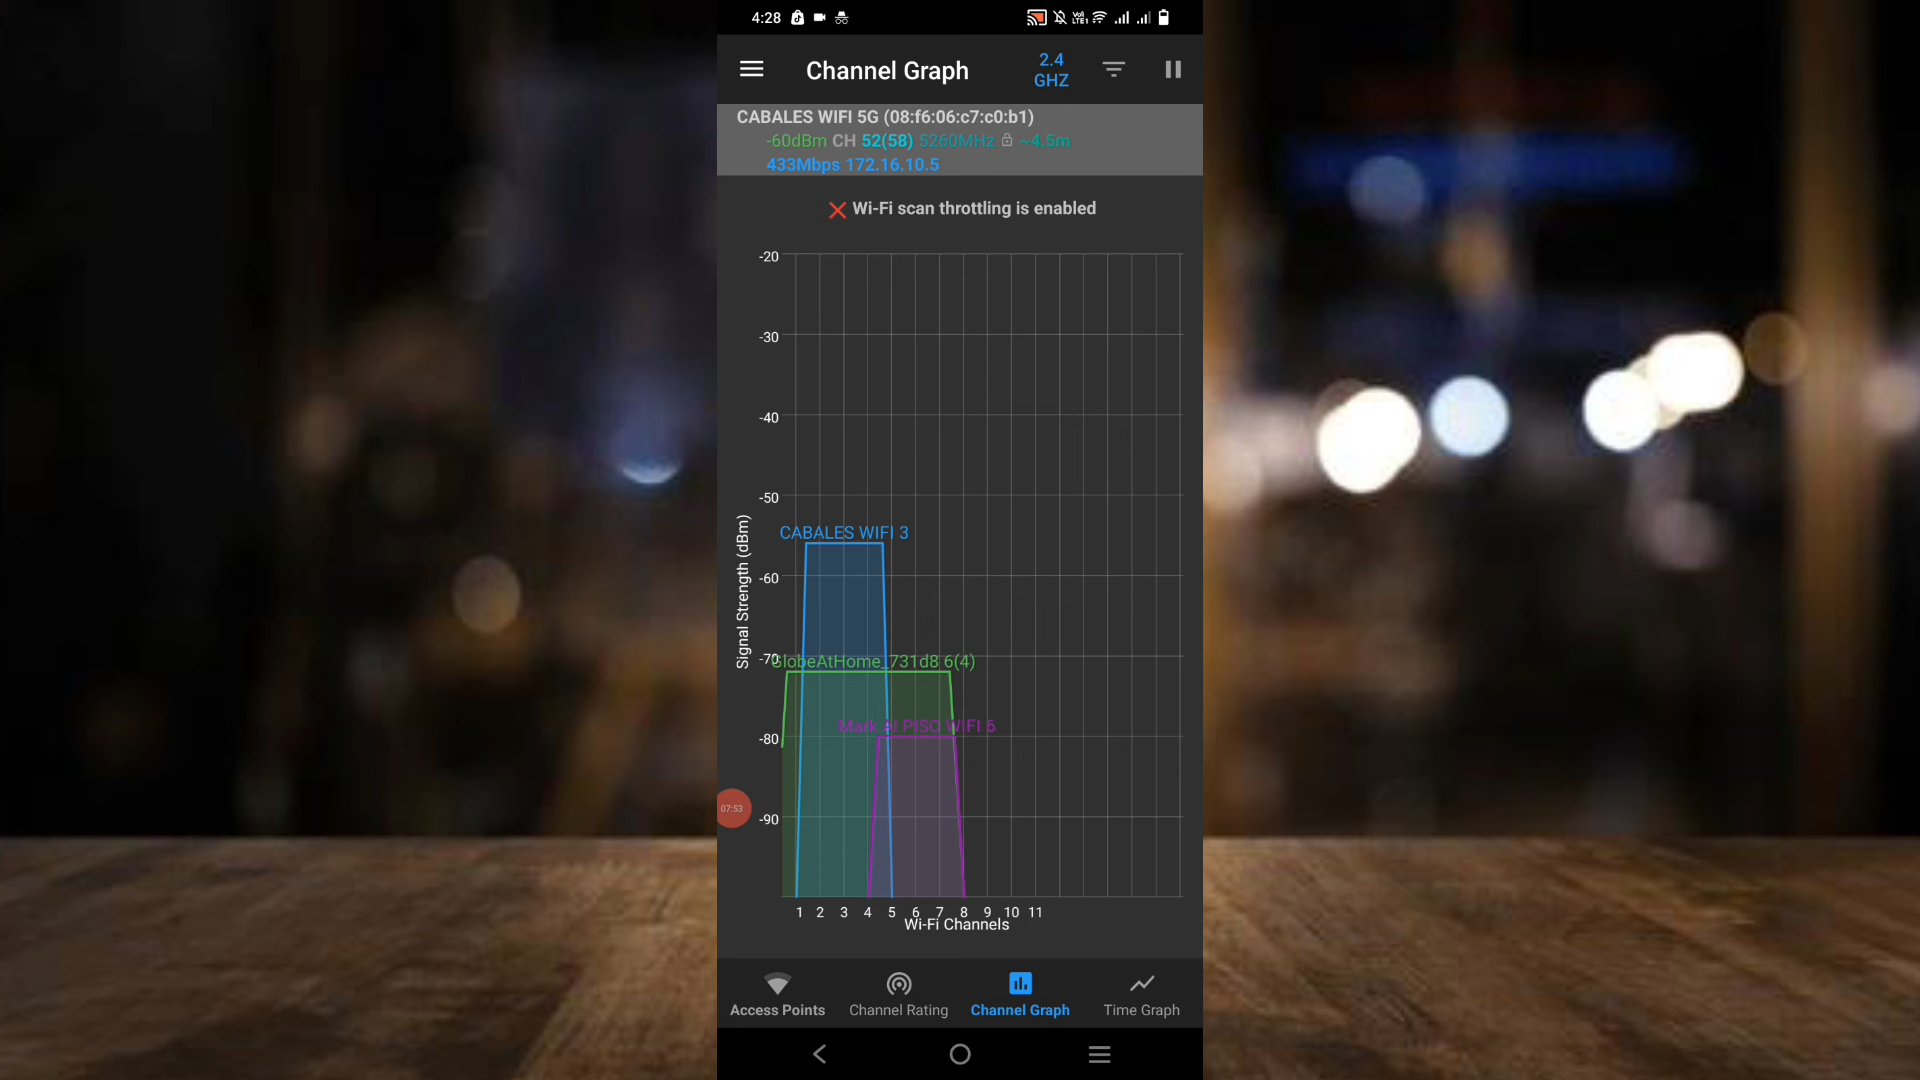 4:28
VoLTE1
Channel Graph
2.4
GHZ
CABALES WIFI 5G (08:f6:06:c7:c0:b1)
-60dBm CH 52(58) 5260MHz ~4.5m
433Mbps 172.16.10.5
Wi-Fi scan throttling is enabled
-20
-30
-40
-50
CABALES WIFI 3
-60
-70
GlobeAtHome_731d8 6(4)
Mark Al PISO WIFI 6
-80
-90
Signal Strength (dBm)
07:53
1 2 3 4 5 6 7 8 9 10 11
Wi-Fi Channels
Access Points
Channel Rating
Channel Graph
Time Graph